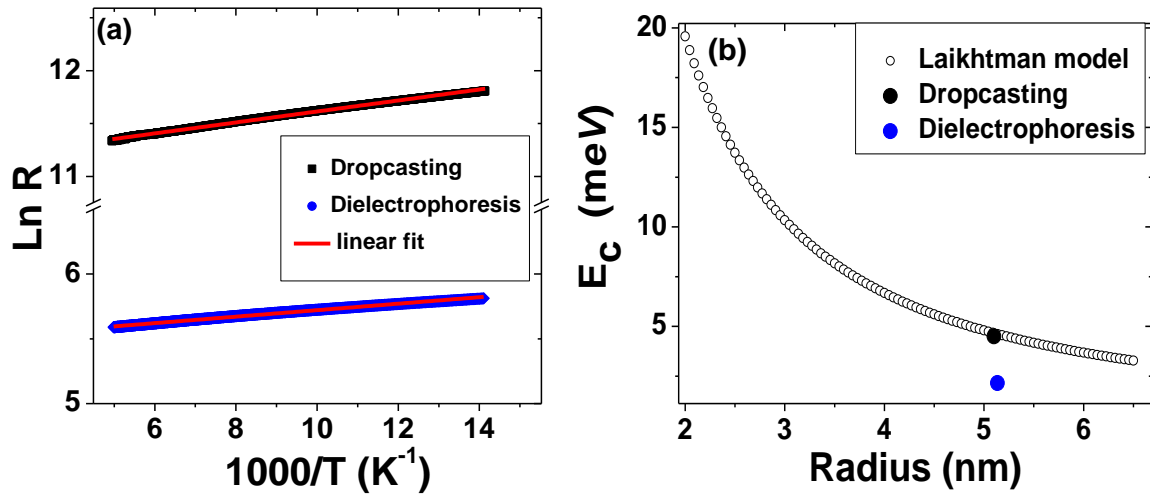 (a)
12
11
6
5
Ln R
Dropcasting
Dielectrophoresis
linear fit
6 8 10 12 14
1000/T (K⁻¹)
(b)
20
15
10
5
E_C (meV)
Laikhtman model
Dropcasting
Dielectrophoresis
2 3 4 5 6
Radius (nm)